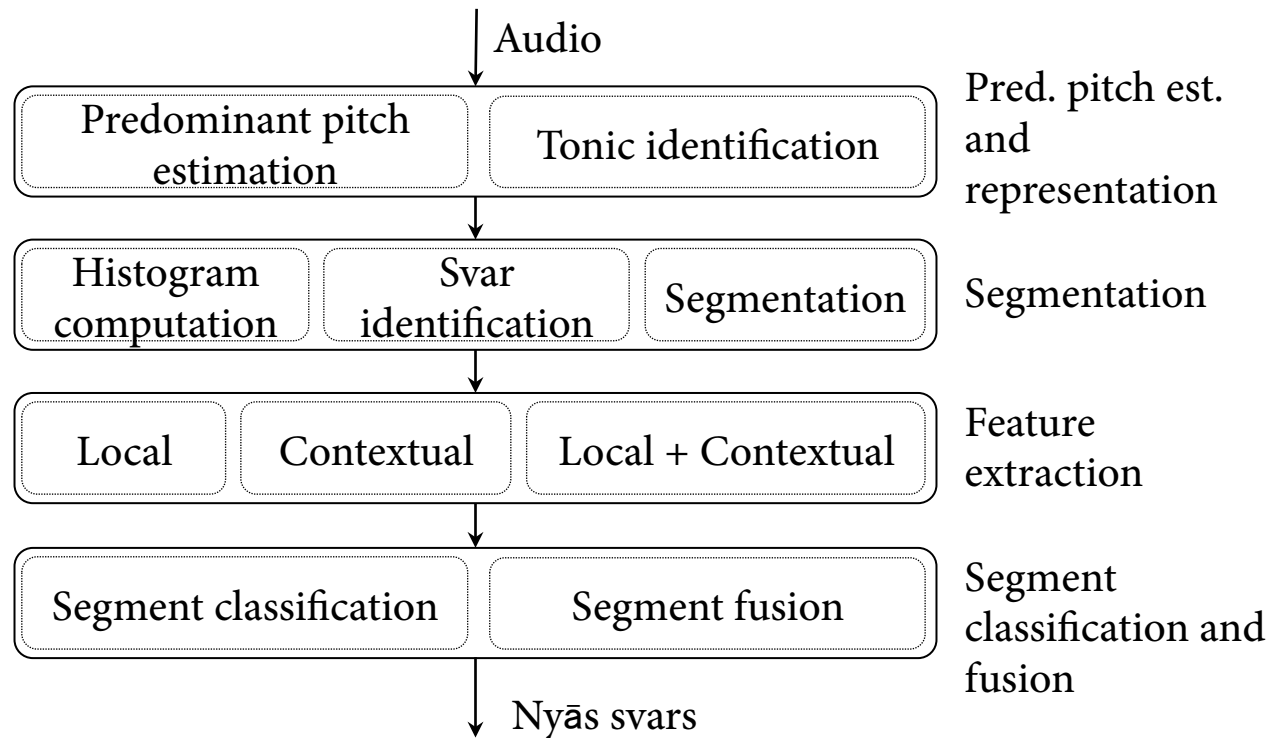 Audio
Predominant pitch
estimation
Tonic identification
Pred. pitch est.
and
representation
Histogram
computation
Svar
identification
Segmentation
Segmentation
Local
Contextual
Local + Contextual
Feature
extraction
Segment classification
Segment fusion
Segment
classification and
fusion
Nyās svars